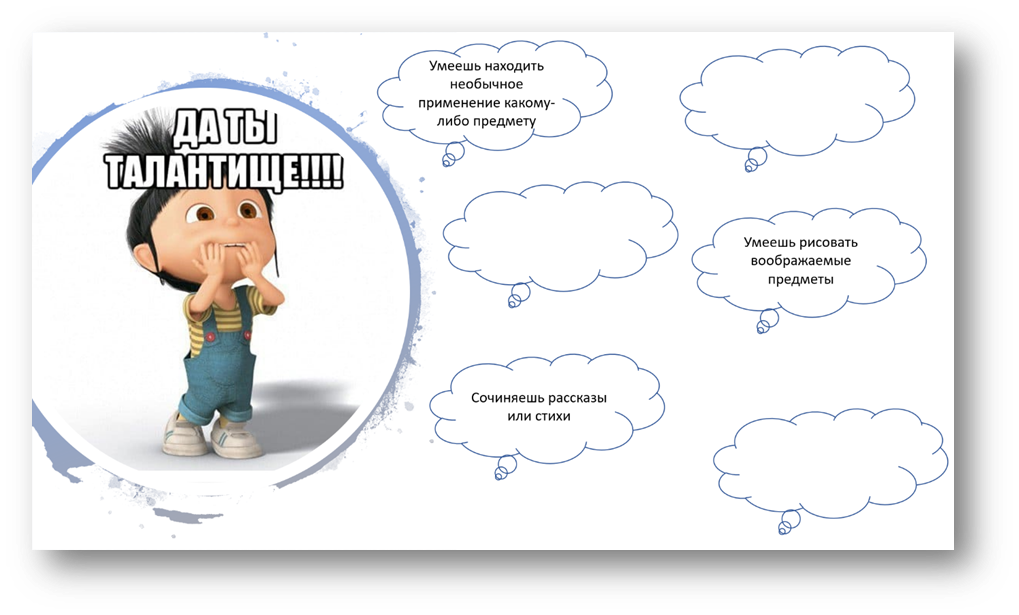 ДА ТЫ
ТАЛАНТИЩЕ!!!!
Умеешь находить
необычное
применение какому-
либо предмету
Умеешь рисовать
воображаемые
предметы
Сочиняешь рассказы
или стихи